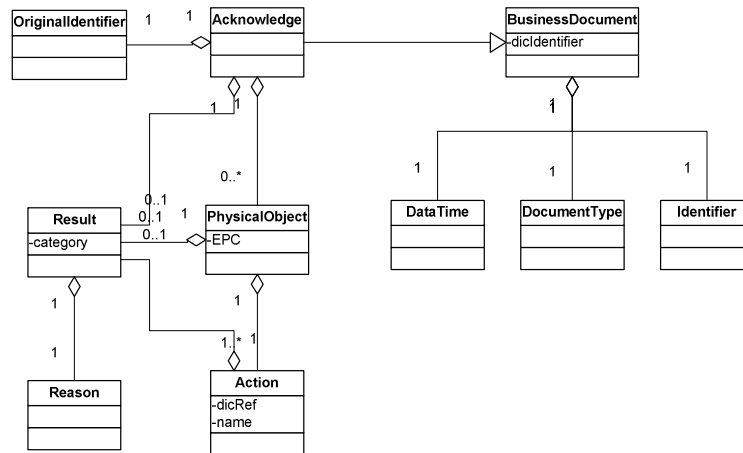 OriginalIdentifier
1
1
Acknowledge
BusinessDocument
-dicIdentifier
1
1
1
1
0..*
1
1
1
Result
-category
0..1
0..1
0..1
1
PhysicalObject
-EPC
DataTime
DocumentType
Identifier
1
1
1
1..*
1
Reason
Action
-dicRef
-name